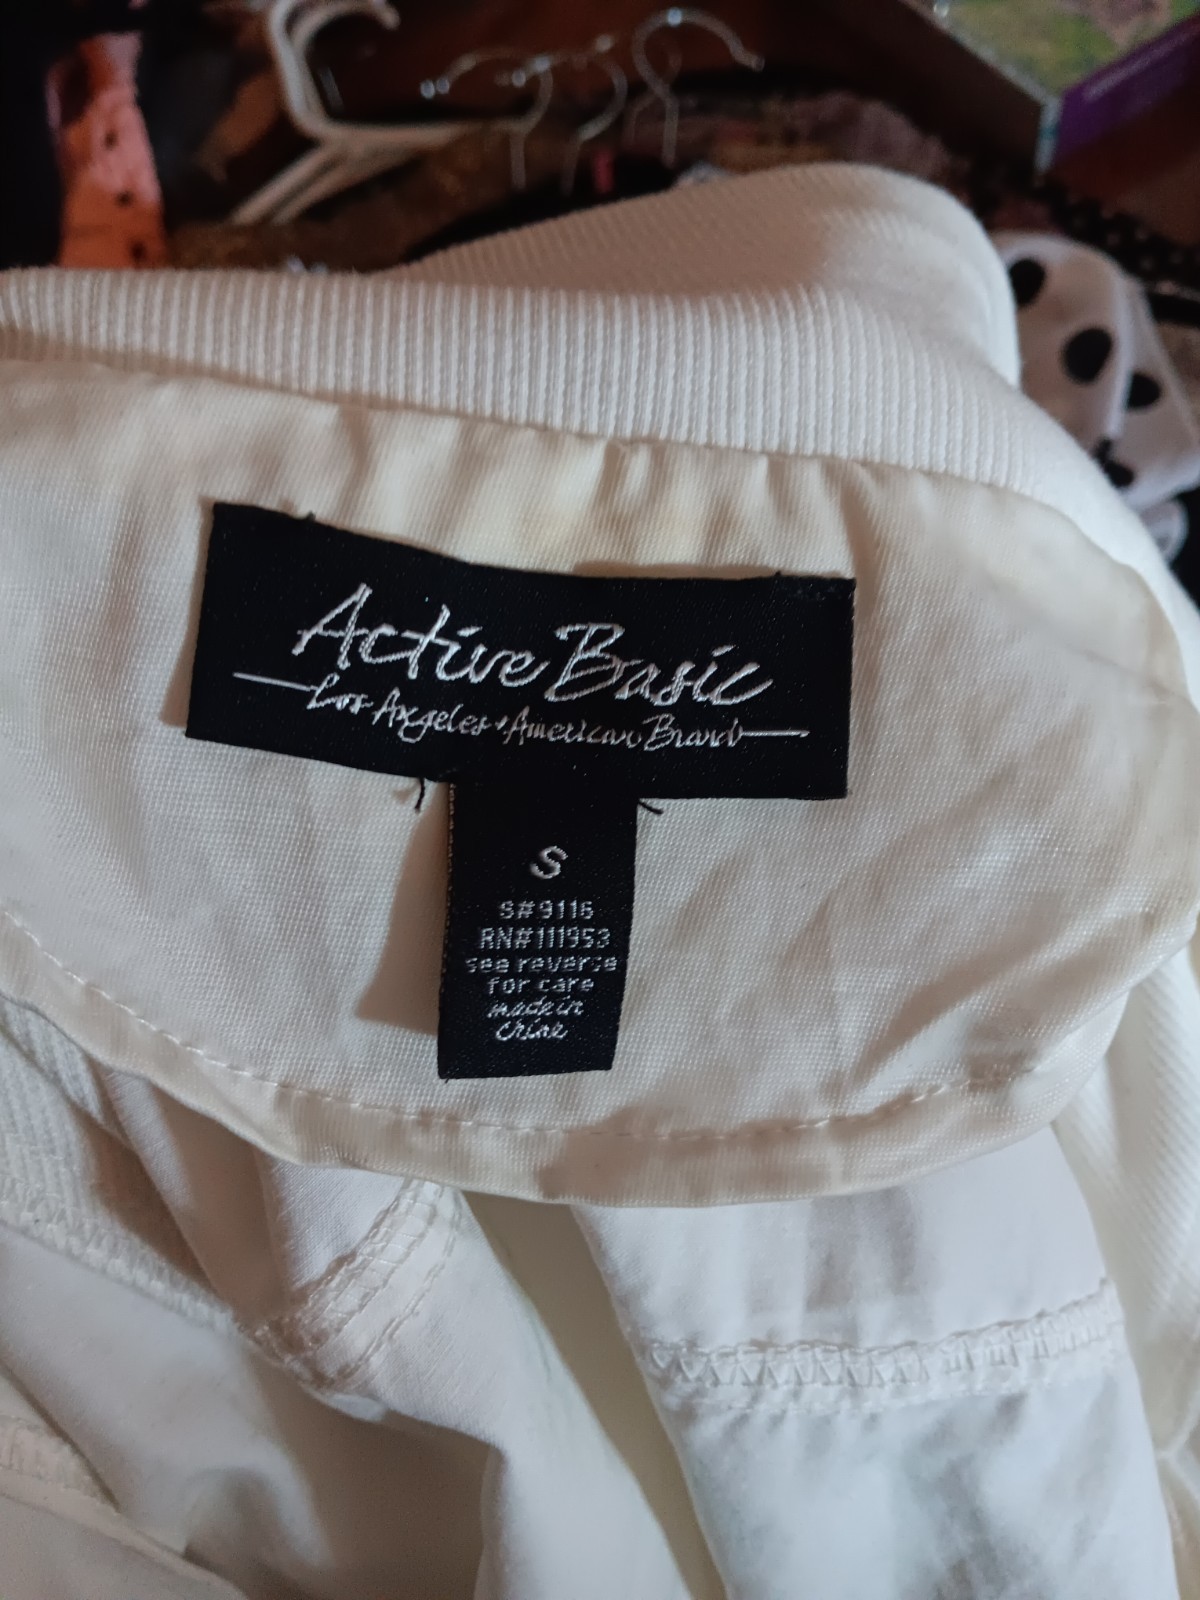 Active Basic
Los Angeles • American Brand
S
S#9116
RN#111953
see reverse
for care
made in
China